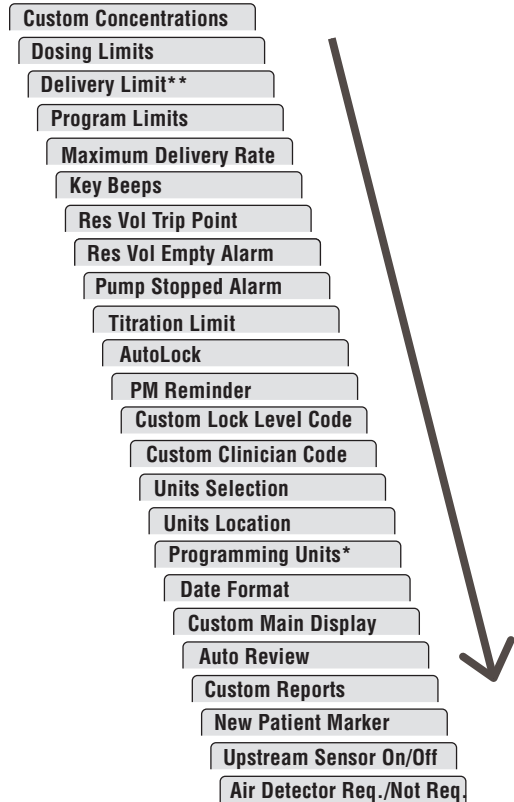 Custom Concentrations
Dosing Limits
Delivery Limit**
Program Limits
Maximum Delivery Rate
Key Beeps
Res Vol Trip Point
Res Vol Empty Alarm
Pump Stopped Alarm
Titration Limit
AutoLock
PM Reminder
Custom Lock Level Code
Custom Clinician Code
Units Selection
Units Location
Programming Units*
Date Format
Custom Main Display
Auto Review
Custom Reports
New Patient Marker
Upstream Sensor On/Off
Air Detector Req./Not Req.